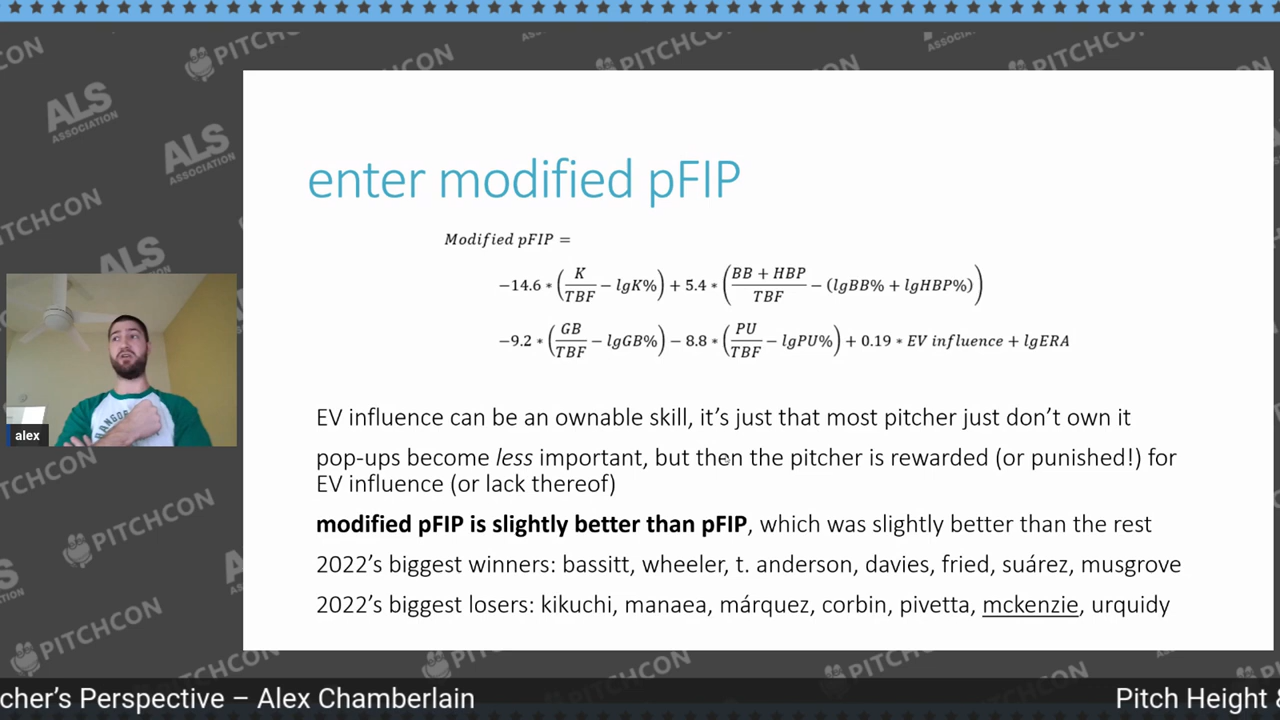 enter modified pFIP
Modified pFIP =
−14.6 * (K/TBF − lgK%) + 5.4 * (BB + HBP/TBF − (lgBB% + lgHBP%))
−9.2 * (GB/TBF − lgGB%) − 8.8 * (PU/TBF − lgPU%) + 0.19 * EV influence + lgERA
EV influence can be an ownable skill, it’s just that most pitcher just don’t own it
pop-ups become less important, but then the pitcher is rewarded (or punished!) for
EV influence (or lack thereof)
modified pFIP is slightly better than pFIP, which was slightly better than the rest
2022’s biggest winners: bassitt, wheeler, t. anderson, davies, fried, suárez, musgrove
2022’s biggest losers: kikuchi, manaea, márquez, corbin, pivetta, mckenzie, urquidy
alex
PITCHCON
ALS
ASSOCIATION
cher’s Perspective – Alex Chamberlain
Pitch Height &